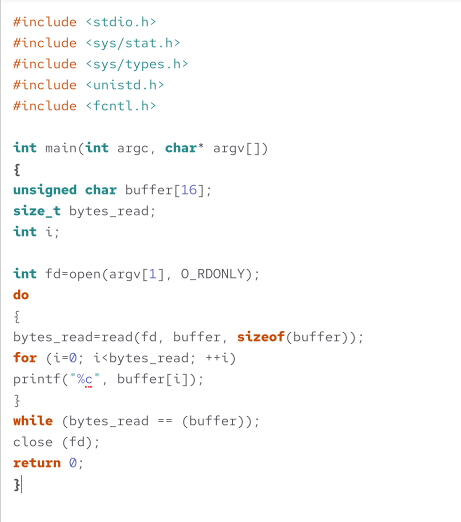 #include <stdio.h>
#include <sys/stat.h>
#include <sys/types.h>
#include <unistd.h>
#include <fcntl.h>
int main(int argc, char* argv[])
{
unsigned char buffer[16];
size_t bytes_read;
int i;
int fd=open(argv[1], O_RDONLY);
do
{
bytes_read=read(fd, buffer, sizeof(buffer));
for (i=0; i<bytes_read; ++i)
printf("%c", buffer[i]);
}
while (bytes_read == (buffer));
close (fd);
return 0;
}